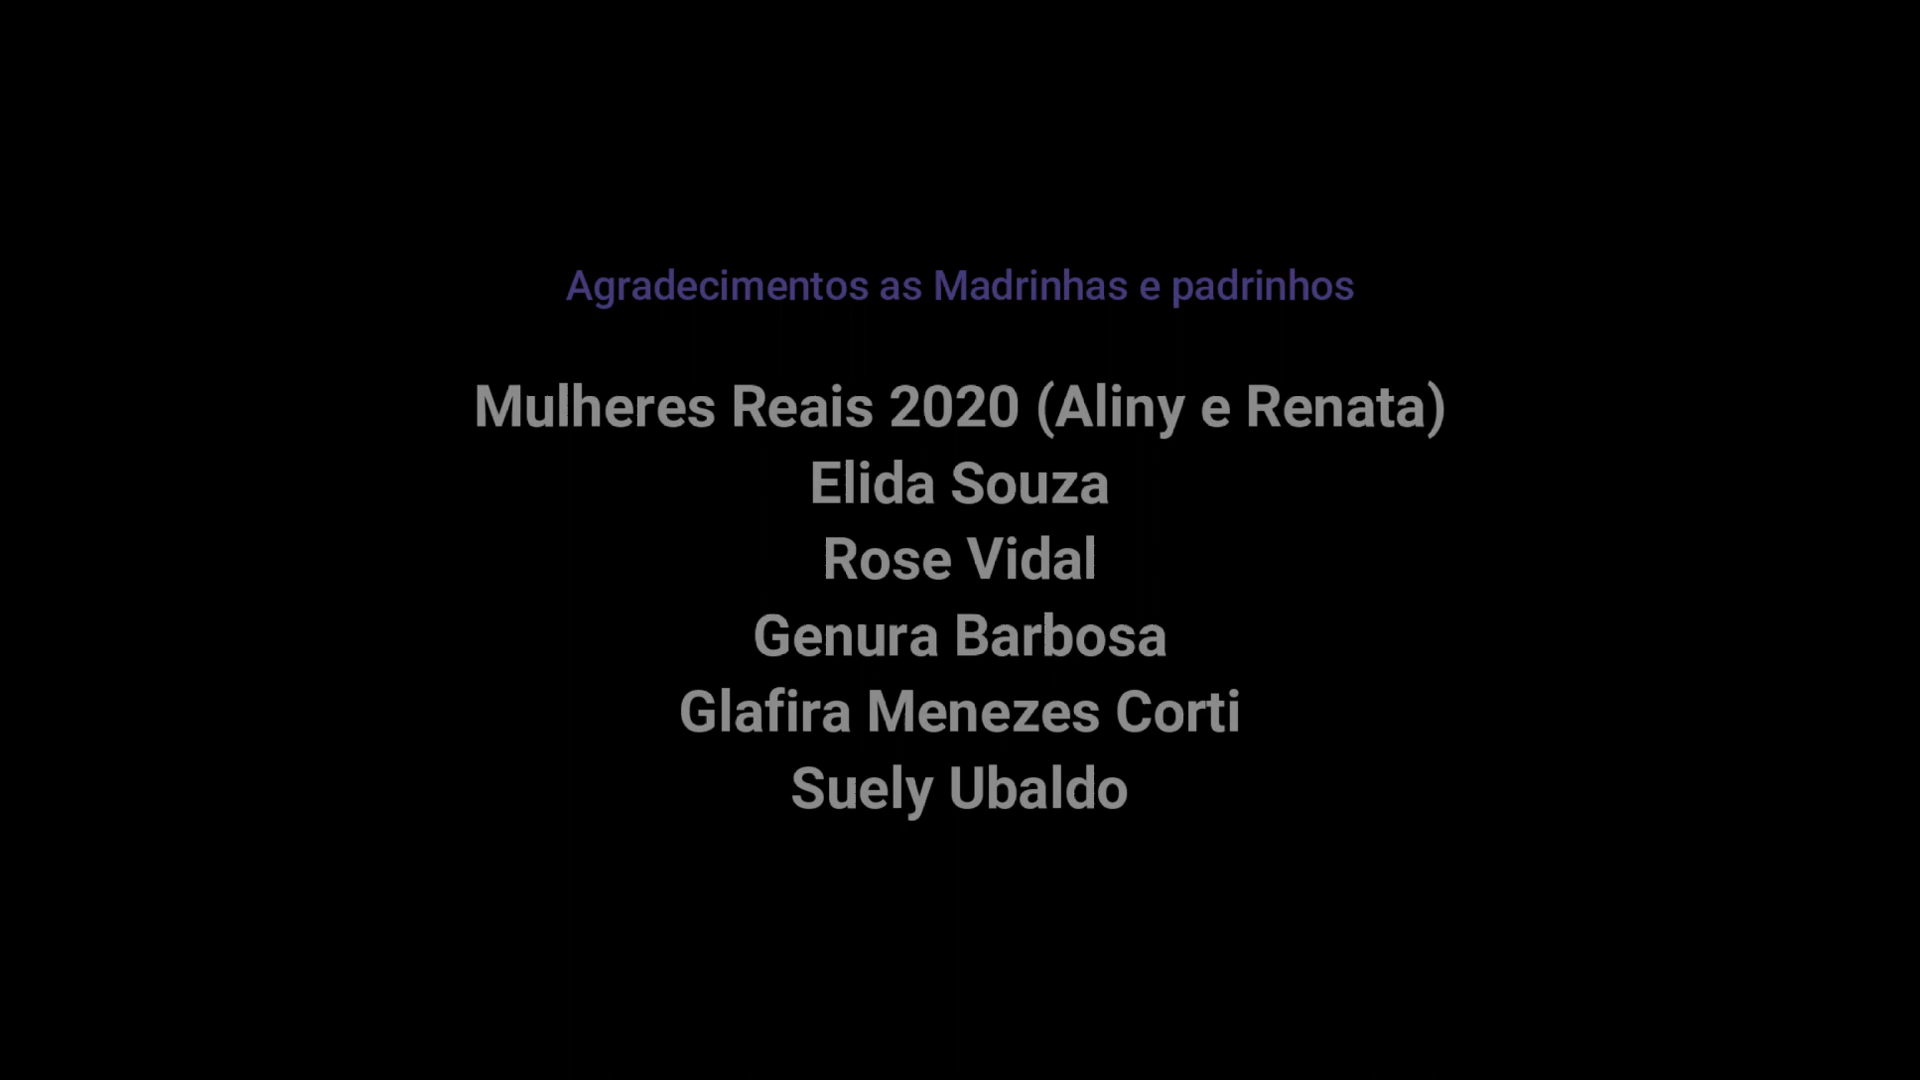 Agradecimentos as Madrinhas e padrinhos
Mulheres Reais 2020 (Aliny e Renata)
Elida Souza
Rose Vidal
Genura Barbosa
Glafira Menezes Corti
Suely Ubaldo